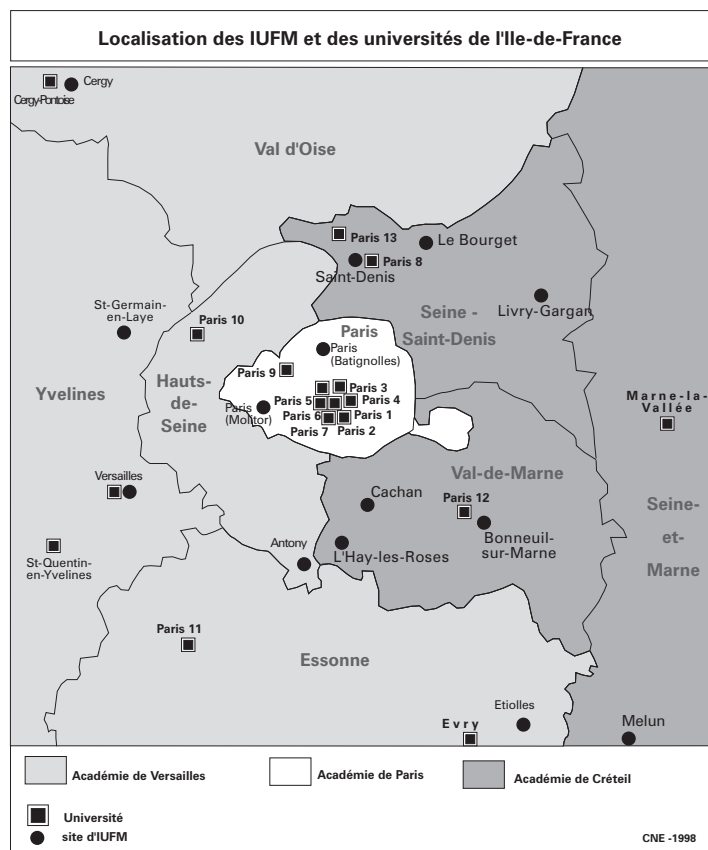 Localisation des IUFM et des universités de l'Ile-de-France
Cergy
Cergy-Pontoise
Val d'Oise
Paris 13
Le Bourget
Saint-Denis
Paris 8
St-Germain-
en-Laye
Paris 10
Seine -
Saint-Denis
Livry-Gargan
Paris
Paris
(Batignolles)
Paris 9
Yvelines
Hauts-
de-
Seine
Paris
(Molitor)
Paris 3
Paris 5
Paris 4
Paris 6
Paris 1
Paris 7
Paris 2
Marne-la-
Vallée
Val-de-Marne
Versailles
Cachan
Paris 12
Bonneuil-
sur-Marne
Seine-
et-
Marne
St-Quentin-
en-Yvelines
Antony
L'Hay-les-Roses
Paris 11
Essonne
Etiolles
Evry
Melun
Académie de Versailles
Académie de Paris
Académie de Créteil
Université
site d'IUFM
CNE -1998